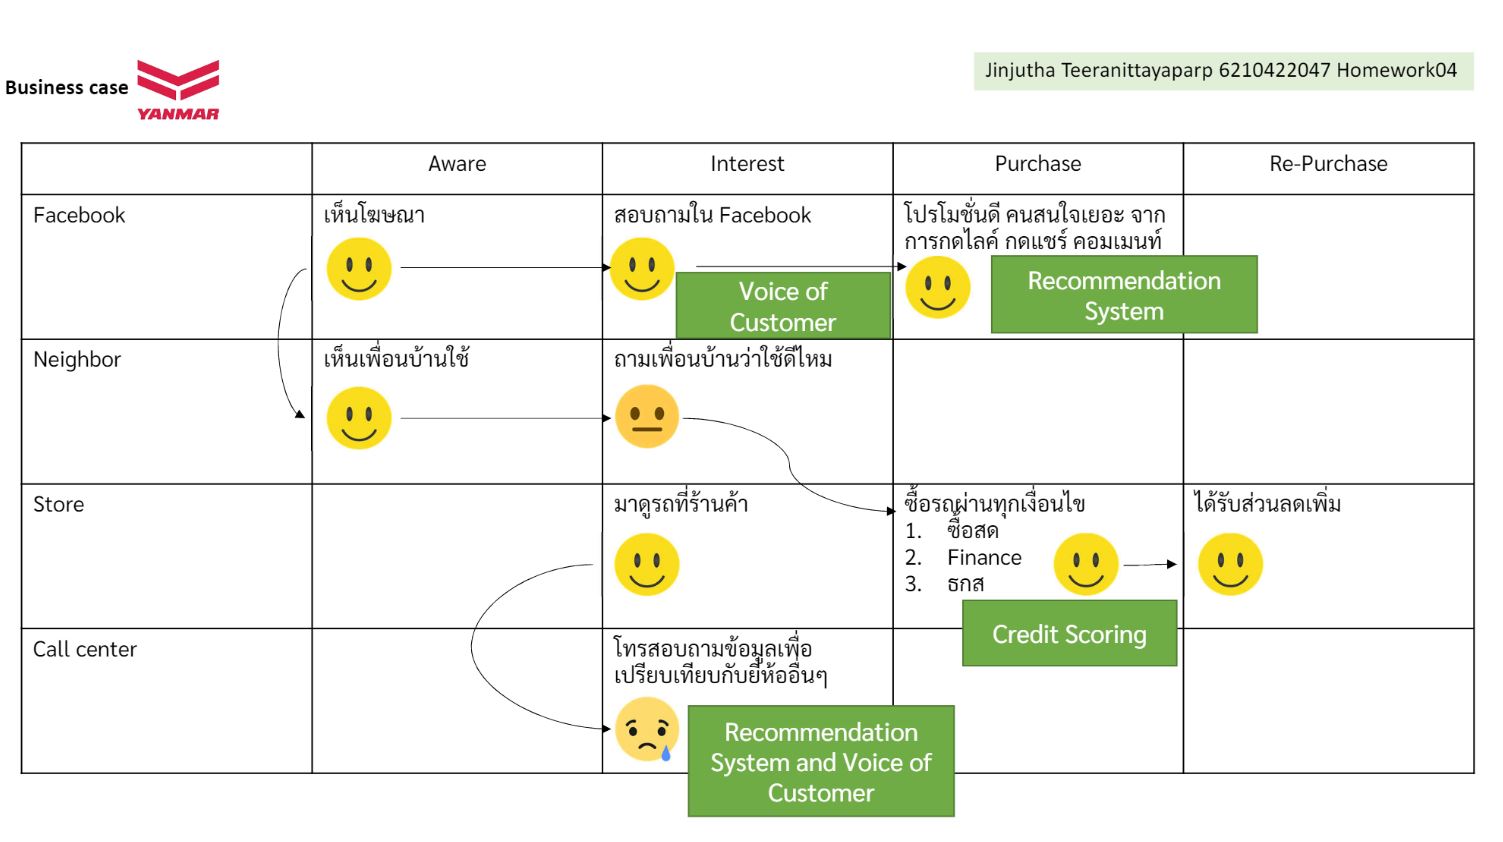 Business case
YANMAR
Jinjutha Teeranittayaparp 6210422047 Homework04
Aware
Interest
Purchase
Re-Purchase
Facebook
เห็นโฆษณา
สอบถามใน Facebook
โปรโมชั่นดี คนสนใจเยอะ จาก
การกดไลค์ กดแชร์ คอมเมนท์
Voice of
Customer
Recommendation
System
Neighbor
เห็นเพื่อนบ้านใช้
ถามเพื่อนบ้านว่าใช้ดีไหม
Store
มาดูรถที่ร้านค้า
ซื้อรถผ่านทุกเงื่อนไข
1. ซื้อสด
2. Finance
3. ธกส
ได้รับส่วนลดเพิ่ม
Credit Scoring
Call center
โทรสอบถามข้อมูลเพื่อ
เปรียบเทียบกับยี่ห้ออื่นๆ
Recommendation
System and Voice of
Customer